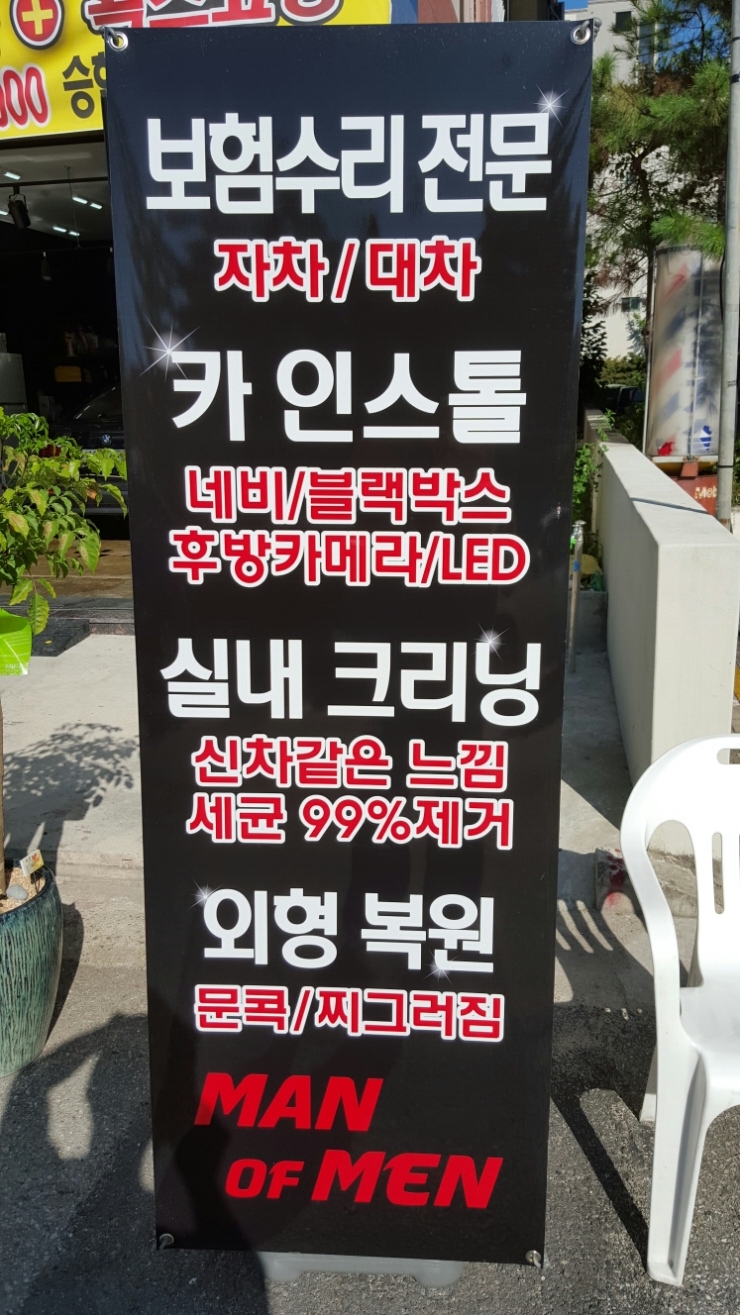 000
보험수리 전문
자차/대차
카 인스톨
네비/블랙박스
후방카메라/LED
실내 크리닝
신차같은 느낌
세균 99%제거
외형 복원
문콕/찌그러짐
MAN
OF MEN